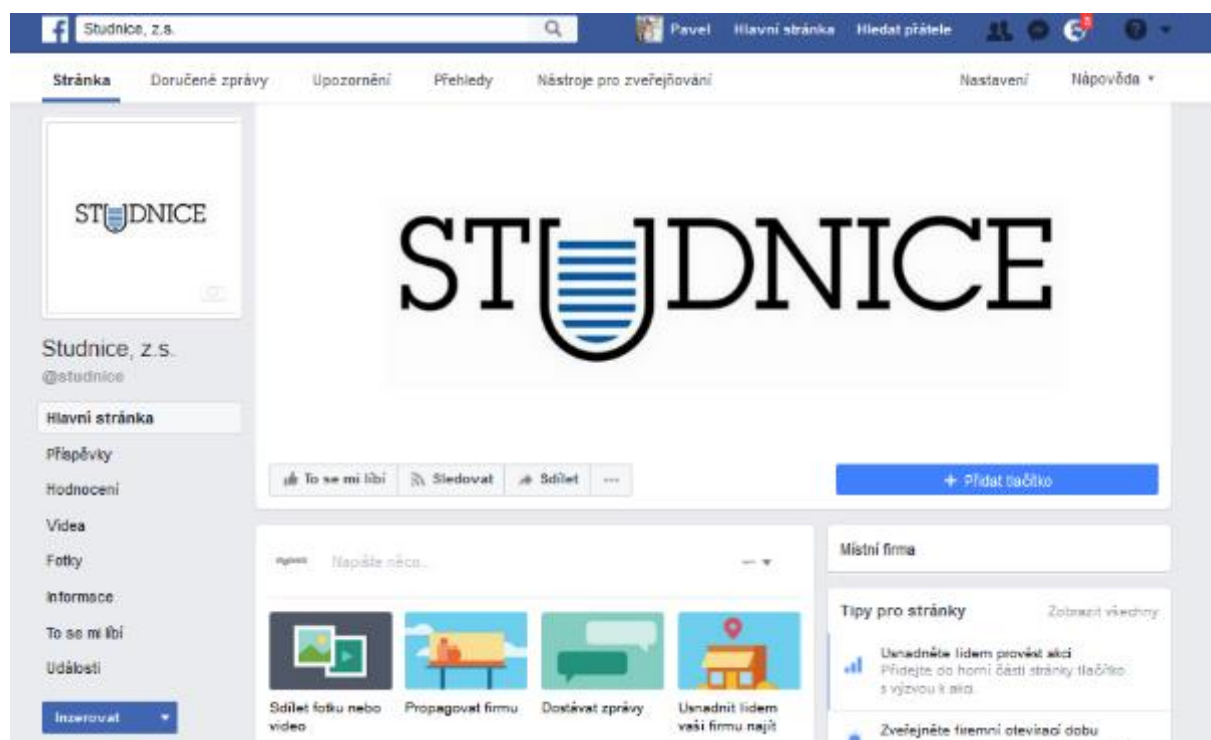 Studnice, z.s.
Pavel Hlavní stránka Hledat přátele
Stránka Doručené zprávy Upozornění Přehledy Nástroje pro zveřejňování Nastavení Nápověda
STUDNICE
STUDNICE
Studnice, z.s.
@studnice
Hlavní stránka
Příspěvky
Hodnocení
Videa
Fotky
Informace
To se mi líbí
Události
Inzerovat
To se mi líbí Sledovat Sdílet ...
+ Přidat tlačítko
Napište něco...
Sdílet fotku nebo
video
Propagovat firmu
Dostávat zprávy
Usnadnit lidem
vaši firmu najít
Místní firma
Tipy pro stránky Zobrazit všechny
Usnadněte lidem provést akci
Přidejte do horní části stránky tlačítko
s výzvou k akci.
Zveřejněte firemní otevírací dobu